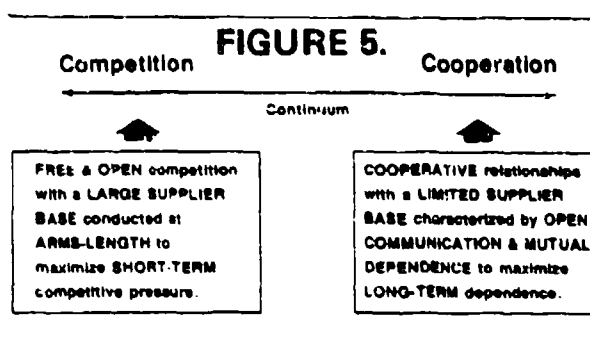 FIGURE 5.
Competition
Cooperation
Continuum
FREE & OPEN competition
with a LARGE SUPPLIER
BASE conducted at
ARMS-LENGTH to
maximize SHORT-TERM
competitive pressure.
COOPERATIVE relationships
with a LIMITED SUPPLIER
BASE characterized by OPEN
COMMUNICATION & MUTUAL
DEPENDENCE to maximize
LONG-TERM dependence.